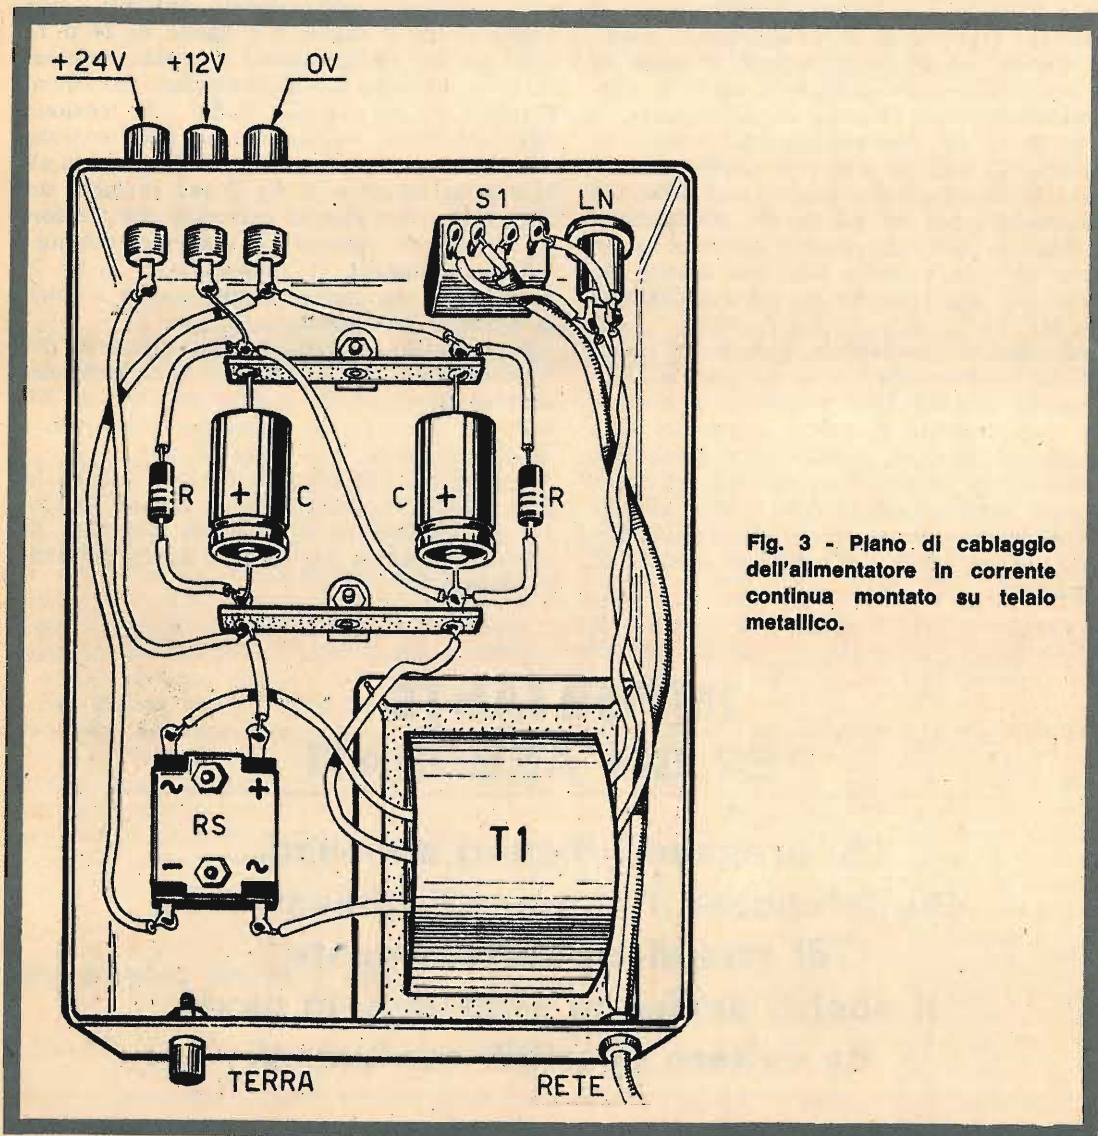 +24V +12V 0V
S1 LN
R + C C + R
Fig. 3 - Piano di cablaggio
dell'alimentatore in corrente
continua montato su telaio
metallico.
~ +
RS
T1
- ~
TERRA
RETE